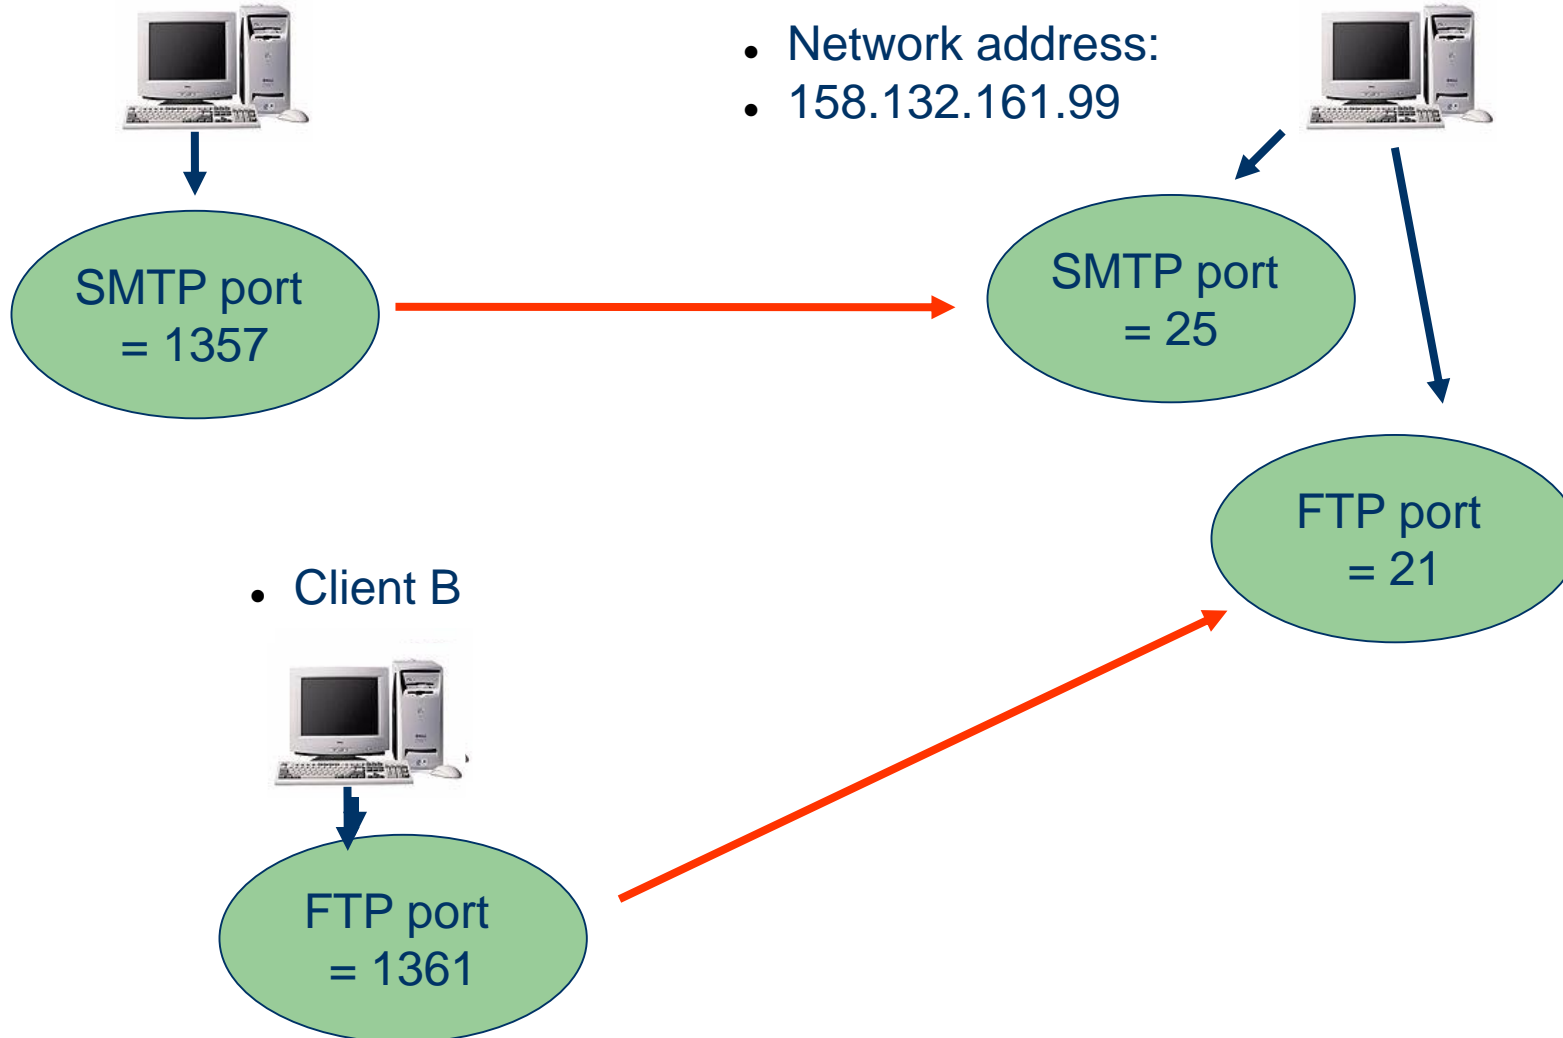 Network address:
158.132.161.99
SMTP port
= 1357
SMTP port
= 25
FTP port
= 21
Client B
FTP port
= 1361